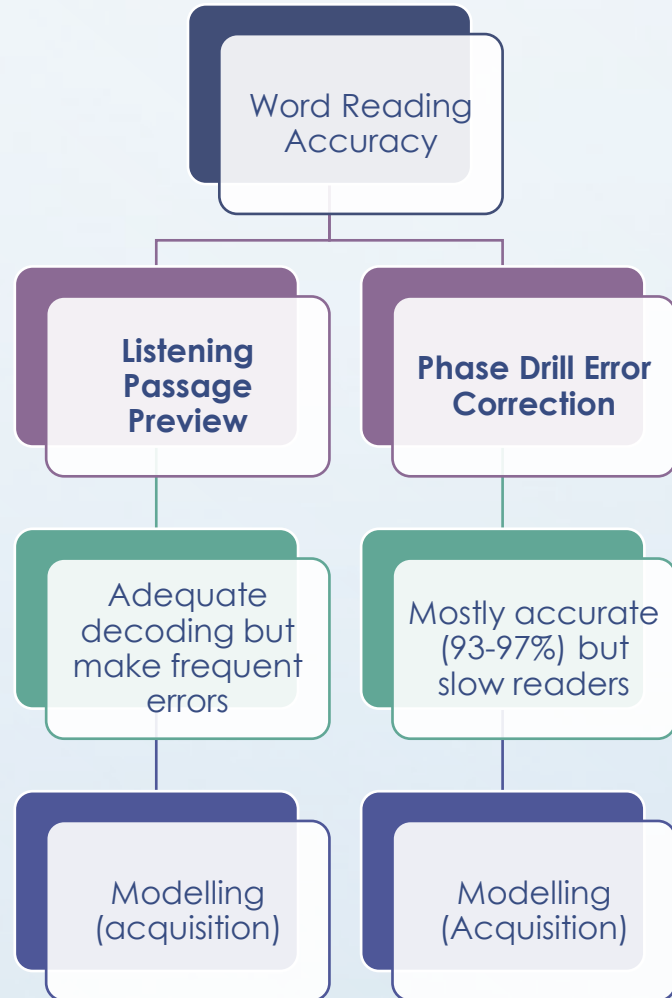 Word Reading
Accuracy
Listening
Passage
Preview
Phase Drill Error
Correction
Adequate
decoding but
make frequent
errors
Mostly accurate
(93-97%) but
slow readers
Modelling
(acquisition)
Modelling
(Acquisition)